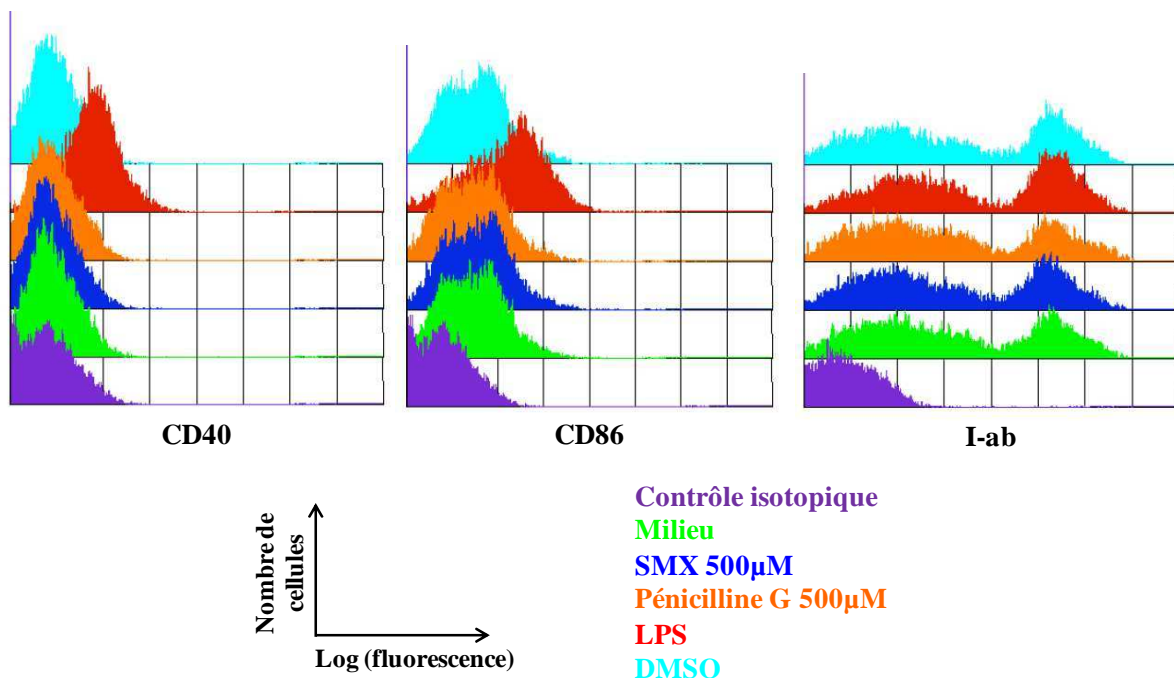 CD40
CD86
I-ab
Nombre de
cellules
Log (fluorescence)
Contrôle isotopique
Milieu
SMX 500µM
Pénicilline G 500µM
LPS
DMSO